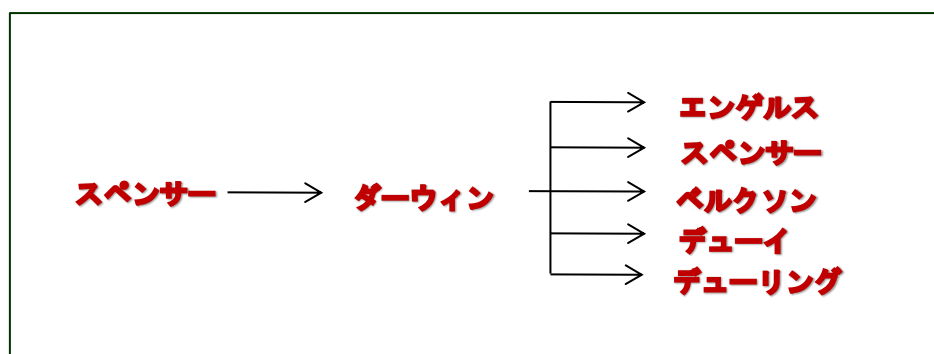 スペンサー
ダーウィン
エンゲルス
スペンサー
ベルクソン
デューイ
デューリング